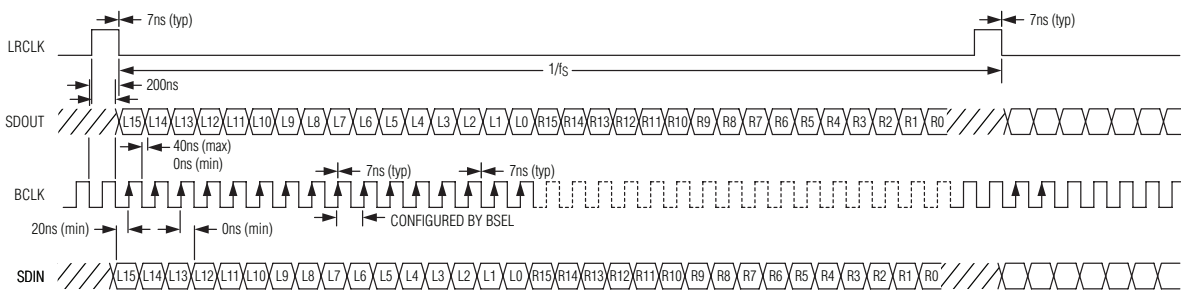 7ns (typ) 7ns (typ)
LRCLK
1/fS
200ns
SDOUT L15 L14 L13 L12 L11 L10 L9 L8 L7 L6 L5 L4 L3 L2 L1 L0 R15 R14 R13 R12 R11 R10 R9 R8 R7 R6 R5 R4 R3 R2 R1 R0
40ns (max)
0ns (min)
7ns (typ) 7ns (typ)
BCLK
CONFIGURED BY BSEL
20ns (min) 0ns (min)
SDIN L15 L14 L13 L12 L11 L10 L9 L8 L7 L6 L5 L4 L3 L2 L1 L0 R15 R14 R13 R12 R11 R10 R9 R8 R7 R6 R5 R4 R3 R2 R1 R0